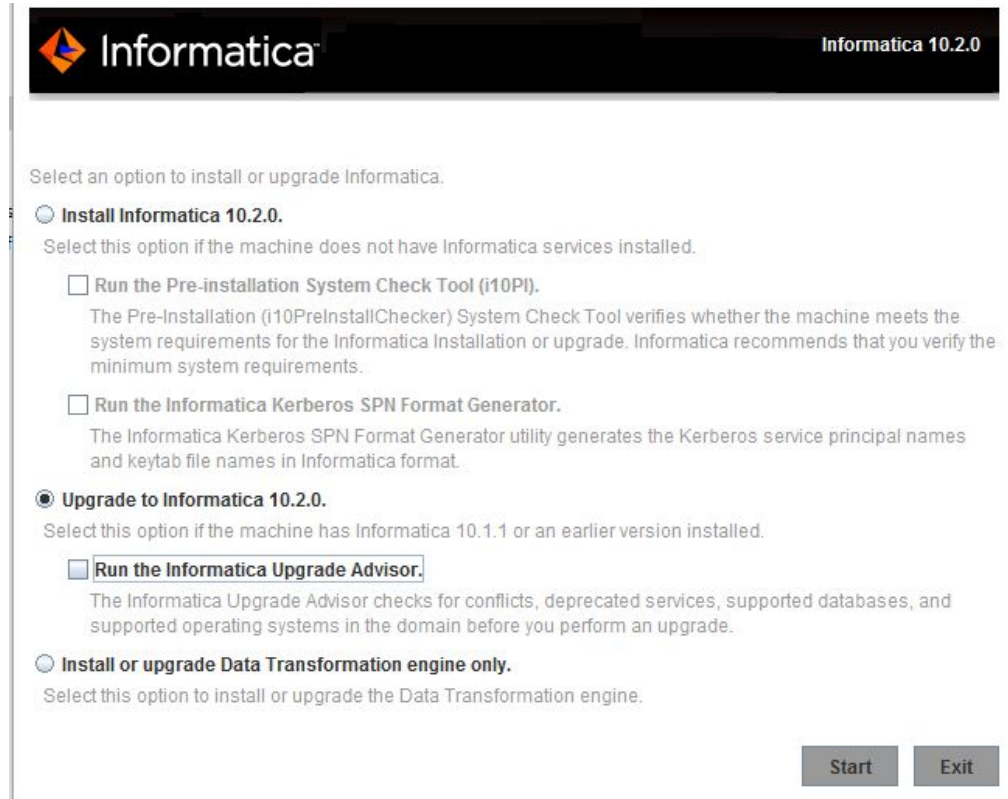 Informatica
Informatica 10.2.0
Select an option to install or upgrade Informatica.
Install Informatica 10.2.0.
Select this option if the machine does not have Informatica services installed.
Run the Pre-installation System Check Tool (i10PI).
The Pre-Installation (i10PreInstallChecker) System Check Tool verifies whether the machine meets the
system requirements for the Informatica Installation or upgrade. Informatica recommends that you verify the
minimum system requirements.
Run the Informatica Kerberos SPN Format Generator.
The Informatica Kerberos SPN Format Generator utility generates the Kerberos service principal names
and keytab file names in Informatica format.
Upgrade to Informatica 10.2.0.
Select this option if the machine has Informatica 10.1.1 or an earlier version installed.
Run the Informatica Upgrade Advisor.
The Informatica Upgrade Advisor checks for conflicts, deprecated services, supported databases, and
supported operating systems in the domain before you perform an upgrade.
Install or upgrade Data Transformation engine only.
Select this option to install or upgrade the Data Transformation engine.
Start
Exit